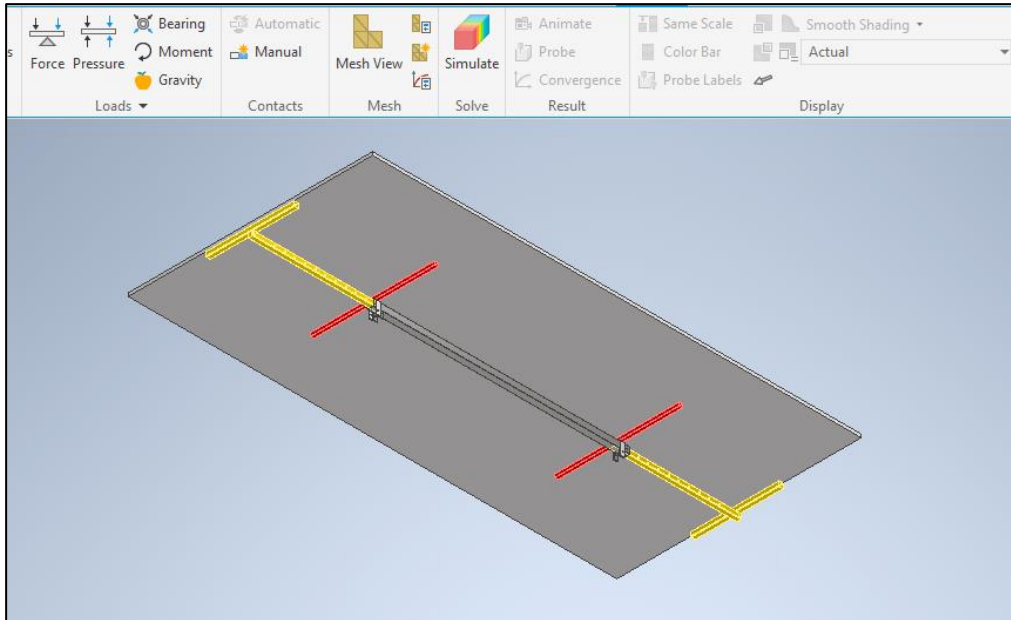 s
Force
Pressure
Bearing
Moment
Gravity
Loads
Automatic
Manual
Contacts
Mesh View
Mesh
Simulate
Solve
Animate
Probe
Convergence
Result
Same Scale
Color Bar
Probe Labels
Smooth Shading
Actual
Display